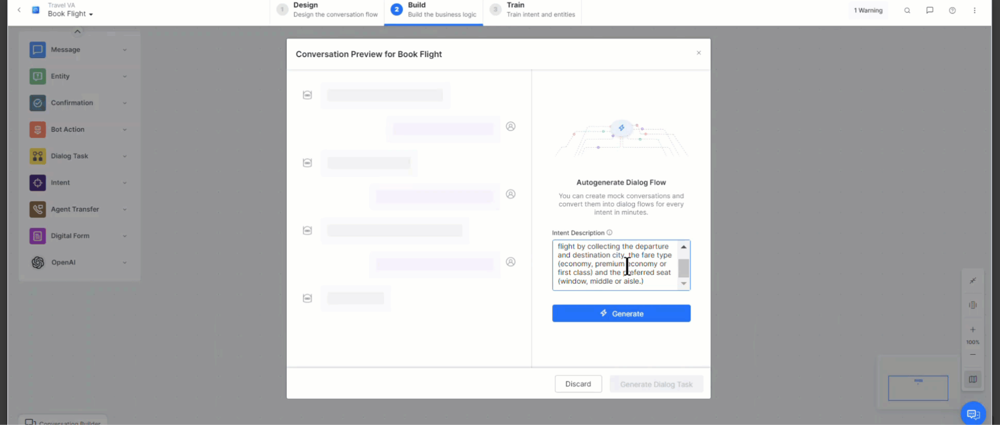 Travel VA
Book Flight
1
Design
Design the conversation flow
2
Build
Build the business logic
3
Train
Train intent and entities
1 Warning
Message
Entity
Confirmation
Bot Action
Dialog Task
Intent
Agent Transfer
Digital Form
OpenAI
Conversation Preview for Book Flight
Autogenerate Dialog Flow
You can create mock conversations and
convert them into dialog flows for every
intent in minutes.
Intent Description
flight by collecting the departure
and destination city, the fare type
(economy, premium economy or
first class) and the preferred seat
(window, middle or aisle.)
Generate
Discard
Generate Dialog Task
100%
Conversation Builder